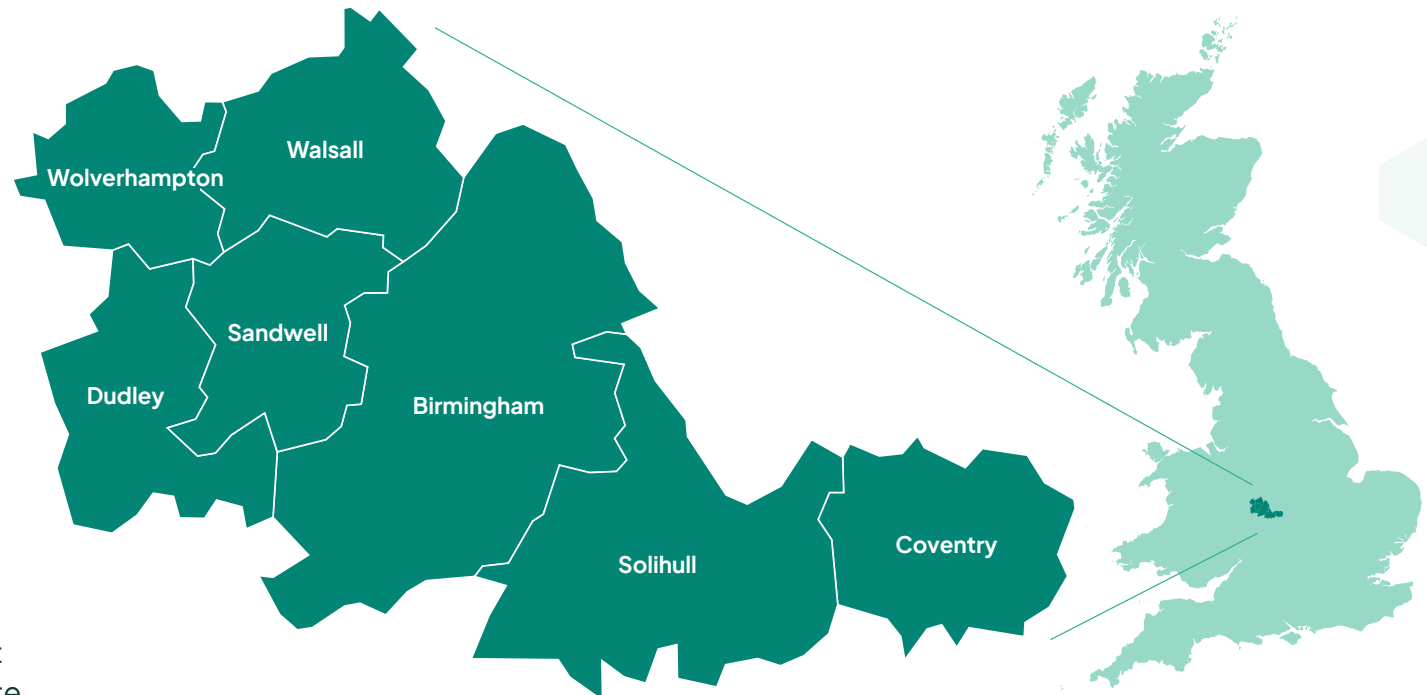 Walsall
Wolverhampton
Sandwell
Dudley
Birmingham
Coventry
Solihull